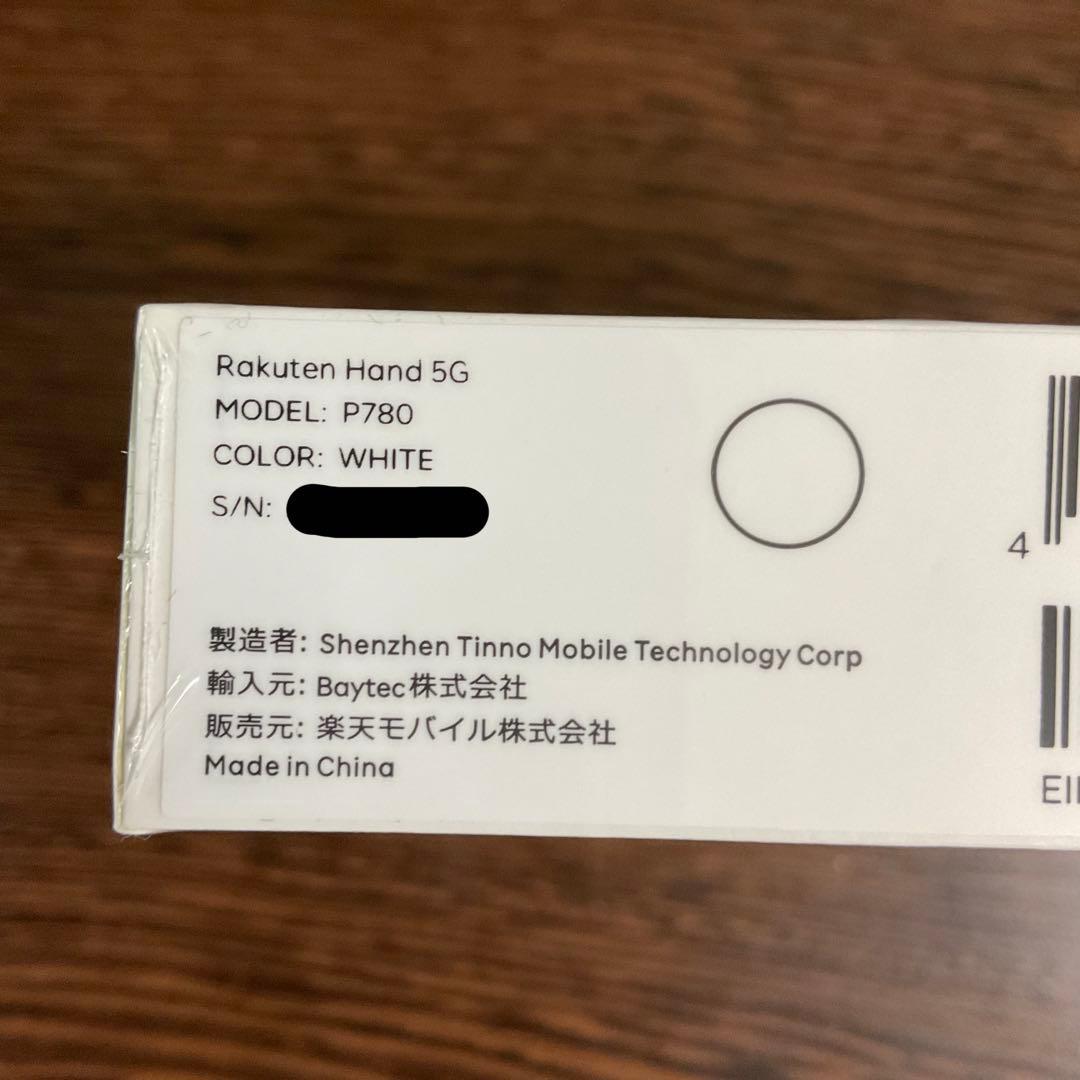 Rakuten Hand 5G
MODEL: P780
COLOR: WHITE
S/N:
4
製造者: Shenzhen Tinno Mobile Technology Corp
輸入元: Baytec株式会社
販売元: 楽天モバイル株式会社
Made in China